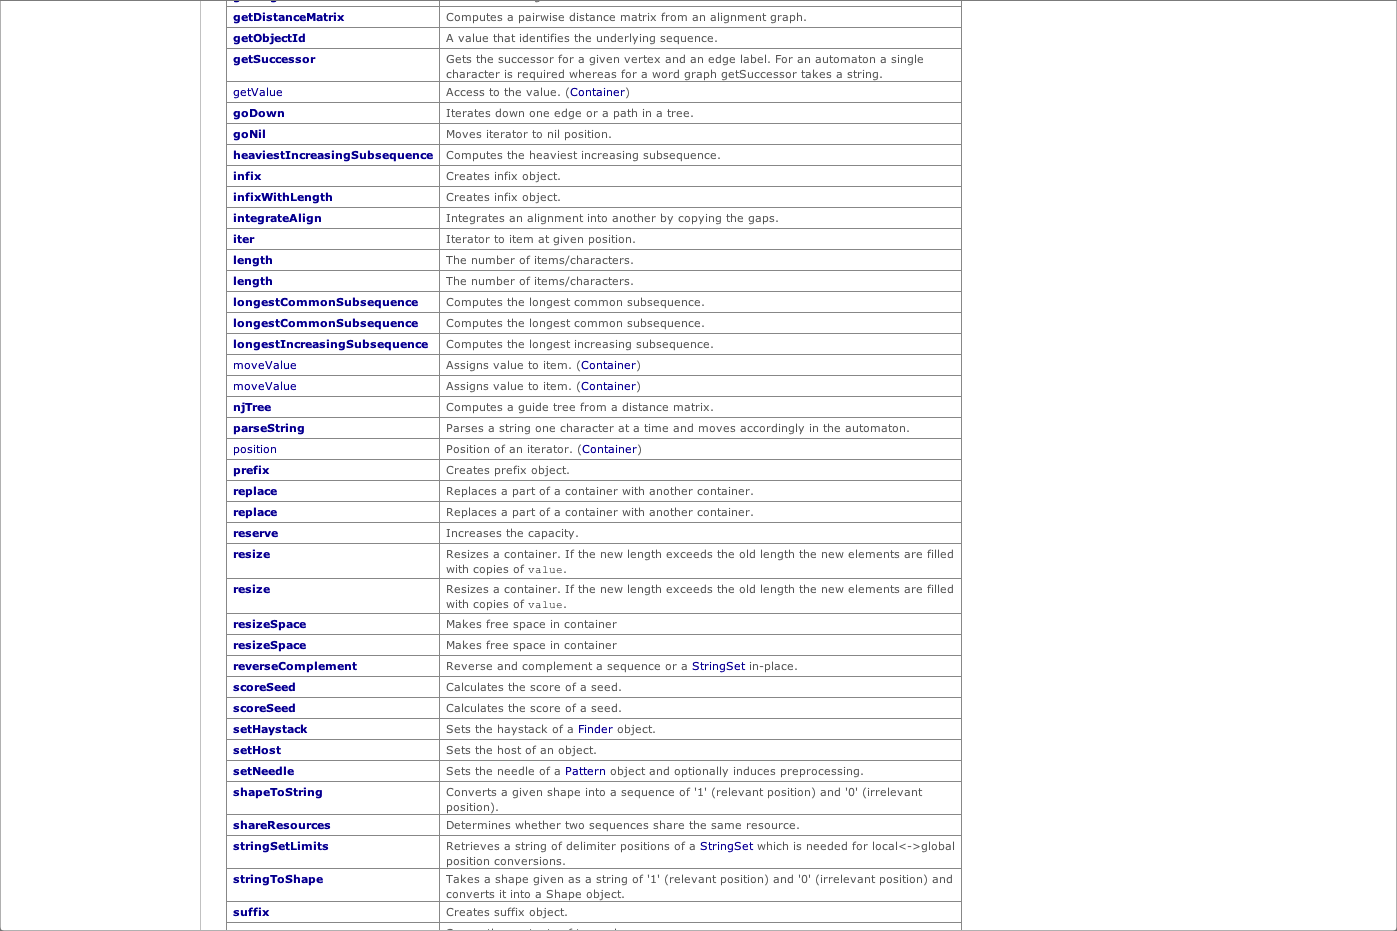 getDistanceMatrix Computes a pairwise distance matrix from an alignment graph.
getObjectId A value that identifies the underlying sequence.
getSuccessor Gets the successor for a given vertex and an edge label. For an automaton a single
character is required whereas for a word graph getSuccessor takes a string.
getValue Access to the value. (Container)
goDown Iterates down one edge or a path in a tree.
goNil Moves iterator to nil position.
heaviestIncreasingSubsequence Computes the heaviest increasing subsequence.
infix Creates infix object.
infixWithLength Creates infix object.
integrateAlign Integrates an alignment into another by copying the gaps.
iter Iterator to item at given position.
length The number of items/characters.
length The number of items/characters.
longestCommonSubsequence Computes the longest common subsequence.
longestCommonSubsequence Computes the longest common subsequence.
longestIncreasingSubsequence Computes the longest increasing subsequence.
moveValue Assigns value to item. (Container)
moveValue Assigns value to item. (Container)
njTree Computes a guide tree from a distance matrix.
parseString Parses a string one character at a time and moves accordingly in the automaton.
position Position of an iterator. (Container)
prefix Creates prefix object.
replace Replaces a part of a container with another container.
replace Replaces a part of a container with another container.
reserve Increases the capacity.
resize Resizes a container. If the new length exceeds the old length the new elements are filled
with copies of value.
resize Resizes a container. If the new length exceeds the old length the new elements are filled
with copies of value.
resizeSpace Makes free space in container
resizeSpace Makes free space in container
reverseComplement Reverse and complement a sequence or a StringSet in-place.
scoreSeed Calculates the score of a seed.
scoreSeed Calculates the score of a seed.
setHaystack Sets the haystack of a Finder object.
setHost Sets the host of an object.
setNeedle Sets the needle of a Pattern object and optionally induces preprocessing.
shapeToString Converts a given shape into a sequence of '1' (relevant position) and '0' (irrelevant
position).
shareResources Determines whether two sequences share the same resource.
stringSetLimits Retrieves a string of delimiter positions of a StringSet which is needed for local<->global
position conversions.
stringToShape Takes a shape given as a string of '1' (relevant position) and '0' (irrelevant position) and
converts it into a Shape object.
suffix Creates suffix object.